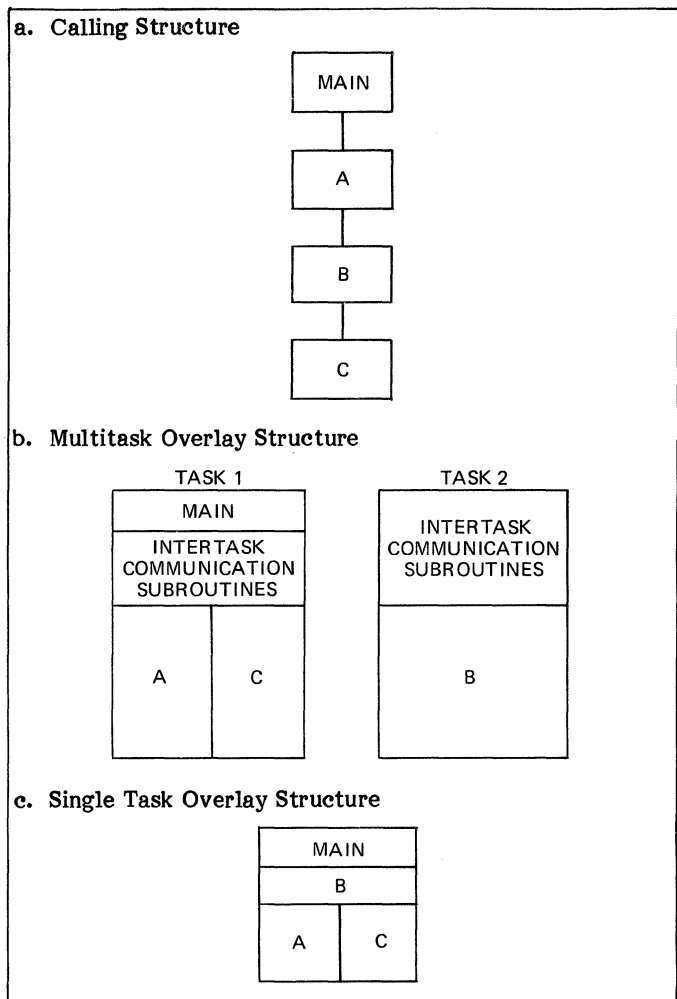 a. Calling Structure
MAIN
A
B
C
b. Multitask Overlay Structure
TASK 1
TASK 2
MAIN
INTERTASK
COMMUNICATION
SUBROUTINES
INTERTASK
COMMUNICATION
SUBROUTINES
A
C
B
c. Single Task Overlay Structure
MAIN
B
A
C